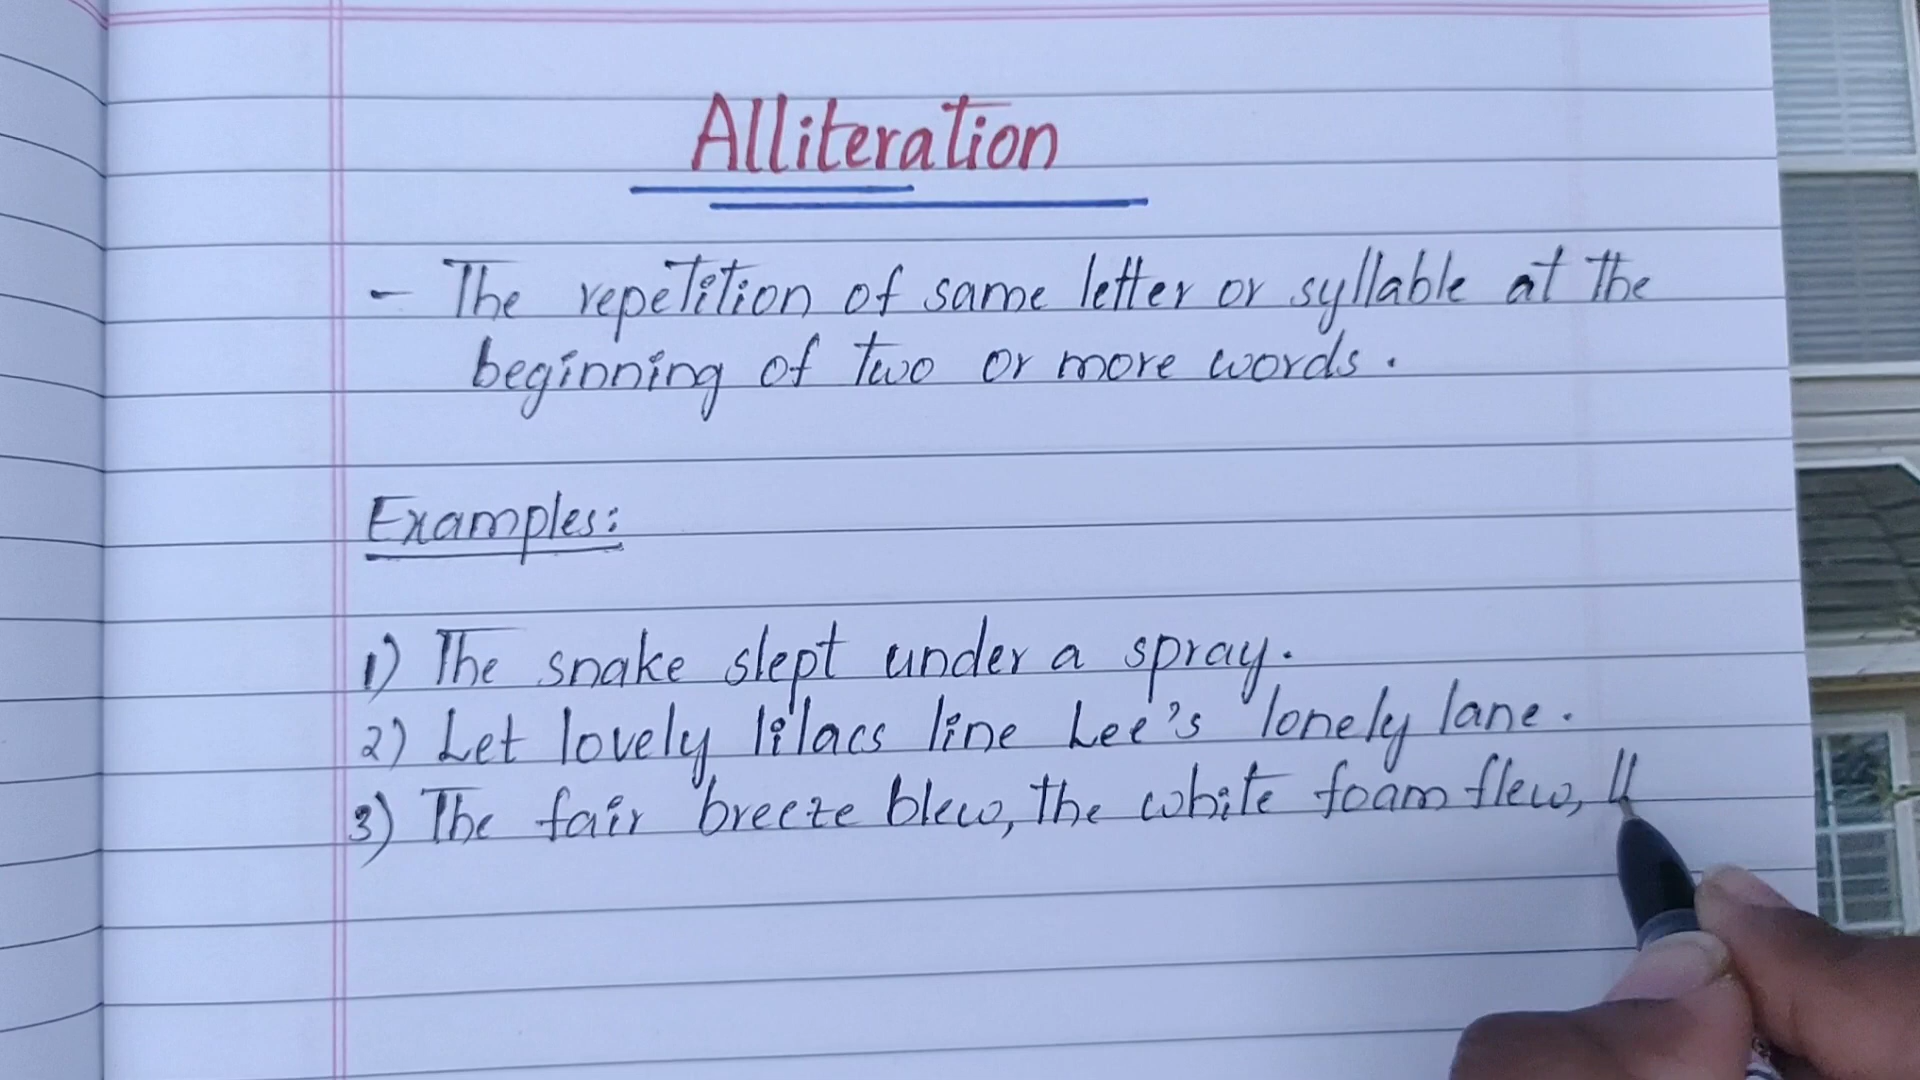 Alliteration
- The repetition of same letter or syllable at the
beginning of two or more words.
Examples:
1) The snake slept under a spray.
2) Let lovely lilacs line Lee's lonely lane.
3) The fair breeze blew, the white foam flew,